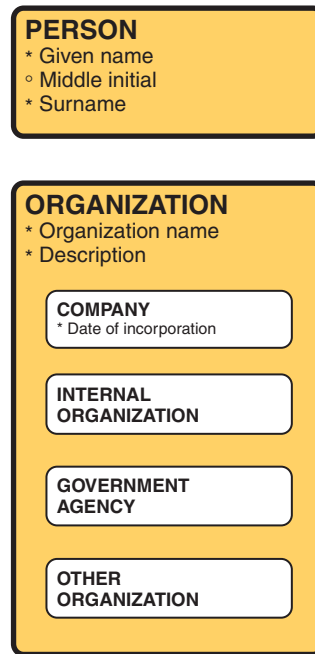 PERSON
* Given name
° Middle initial
* Surname
ORGANIZATION
* Organization name
* Description
COMPANY
* Date of incorporation
INTERNAL
ORGANIZATION
GOVERNMENT
AGENCY
OTHER
ORGANIZATION